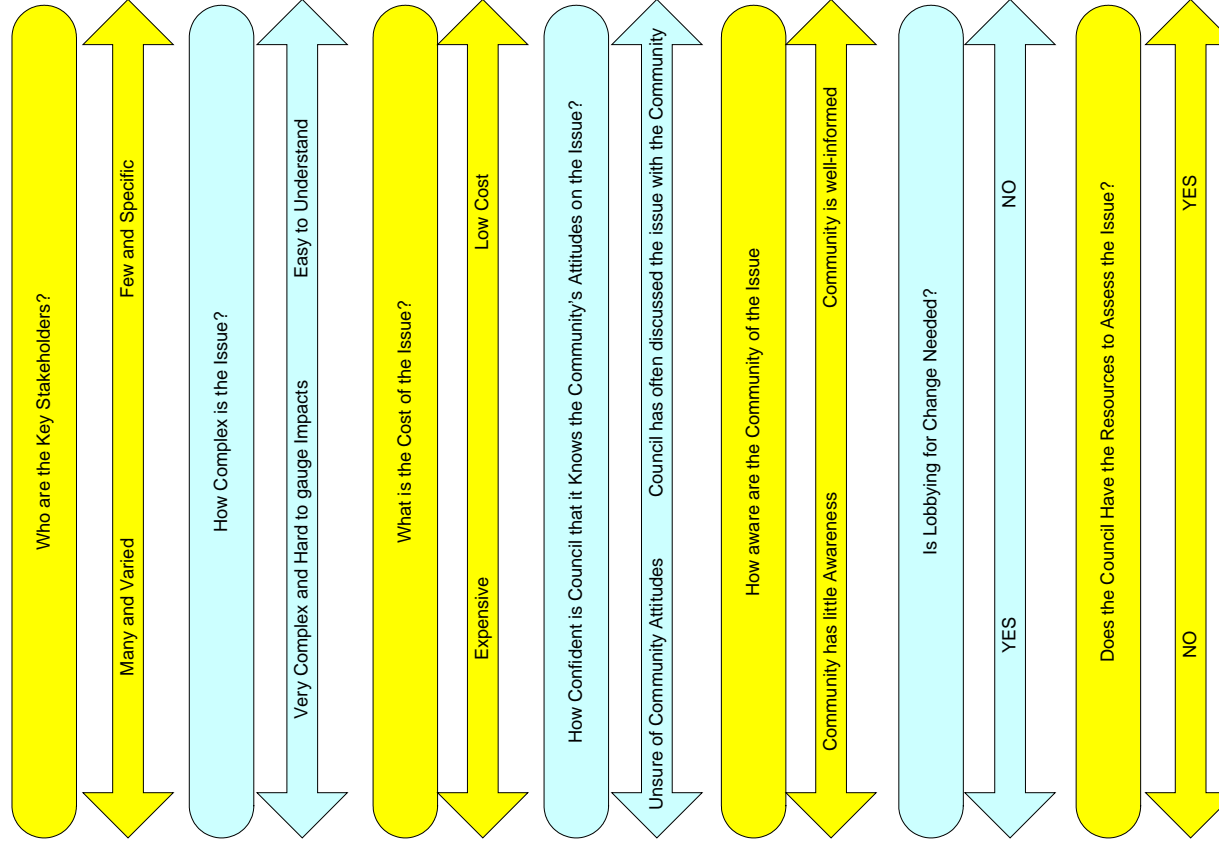 Who are the Key Stakeholders?
Many and Varied
Few and Specific
How Complex is the Issue?
Very Complex and Hard to gauge Impacts
Easy to Understand
What is the Cost of the Issue?
Expensive
Low Cost
How Confident is Council that it Knows the Community's Attitudes on the Issue?
Unsure of Community Attitudes
Council has often discussed the issue with the Community
How aware are the Community of the Issue
Community has little Awareness
Community is well-informed
Is Lobbying for Change Needed?
YES
NO
Does the Council Have the Resources to Assess the Issue?
NO
YES